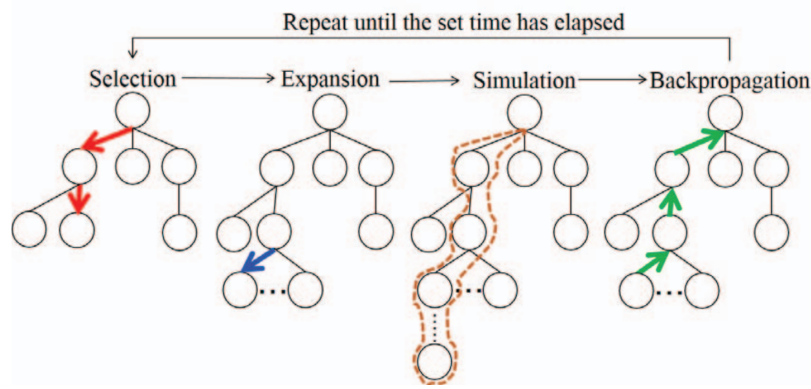 Repeat until the set time has elapsed
Selection
Expansion
Simulation
Backpropagation